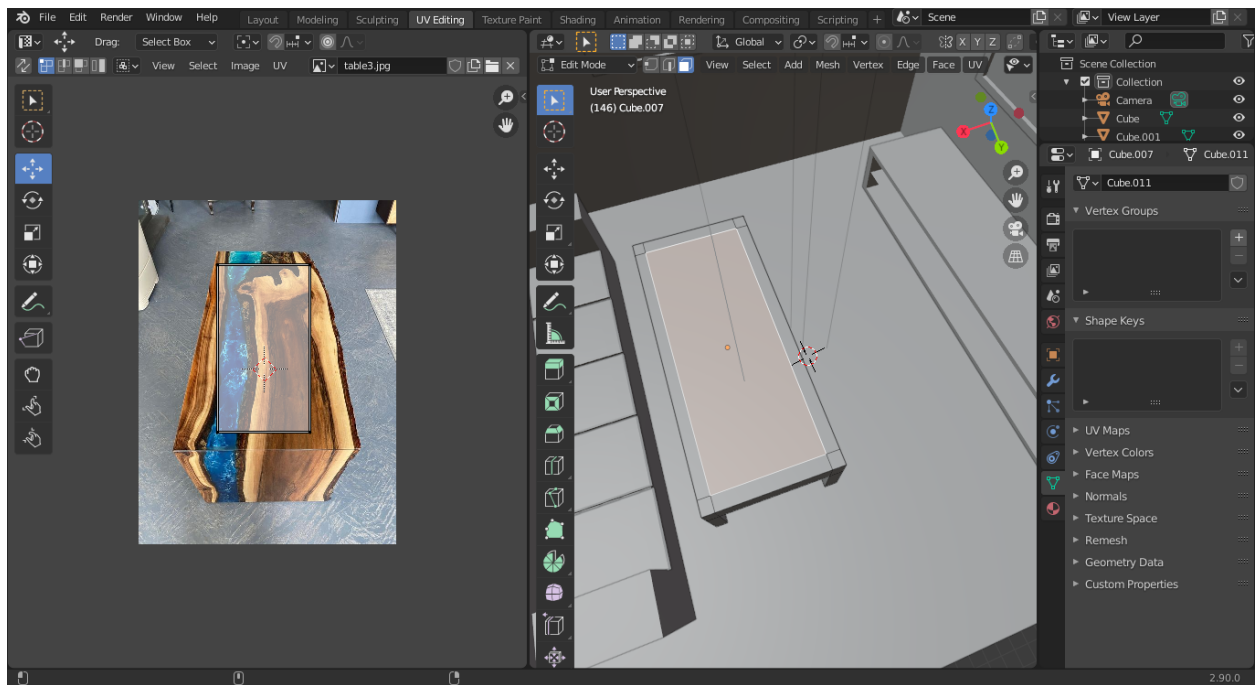 File Edit Render Window Help Layout Modeling Sculpting UV Editing Texture Paint Shading Animation Rendering Compositing Scripting + Scene View Layer
Drag: Select Box Global X Y Z
View Select Image UV table3.jpg Edit Mode View Select Add Mesh Vertex Edge Face UV
User Perspective
(146) Cube.007
Z
X
Y
Scene Collection
Collection
Camera
Cube
Cube.001
Cube.007 Cube.011
Cube.011
Vertex Groups
Shape Keys
UV Maps
Vertex Colors
Face Maps
Normals
Texture Space
Remesh
Geometry Data
Custom Properties
2.90.0